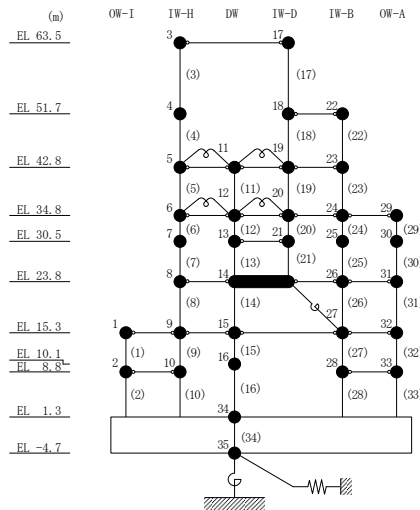 (m) OW-I IW-H DW IW-D IW-B OW-A
EL 63.5 3 17
(3) (17)
EL 51.7 4 18 22
(4) (18) (22)
11 19
EL 42.8 5 23
(5) (11) (19) (23)
12 20
EL 34.8 6 24 29
(6) (12) (20) (24) (29)
EL 30.5 7 13 21 25 30
(7) (13) (21) (25) (30)
EL 23.8 8 14 26 31
(8) (14) (26) (31)
27
EL 15.3 1 9 15 32
(1) (9) (15) (27) (32)
EL 10.1 16
EL 8.8 2 10 28 33
(2) (10) (16) (28) (33)
EL 1.3 34
(34)
EL -4.7 35